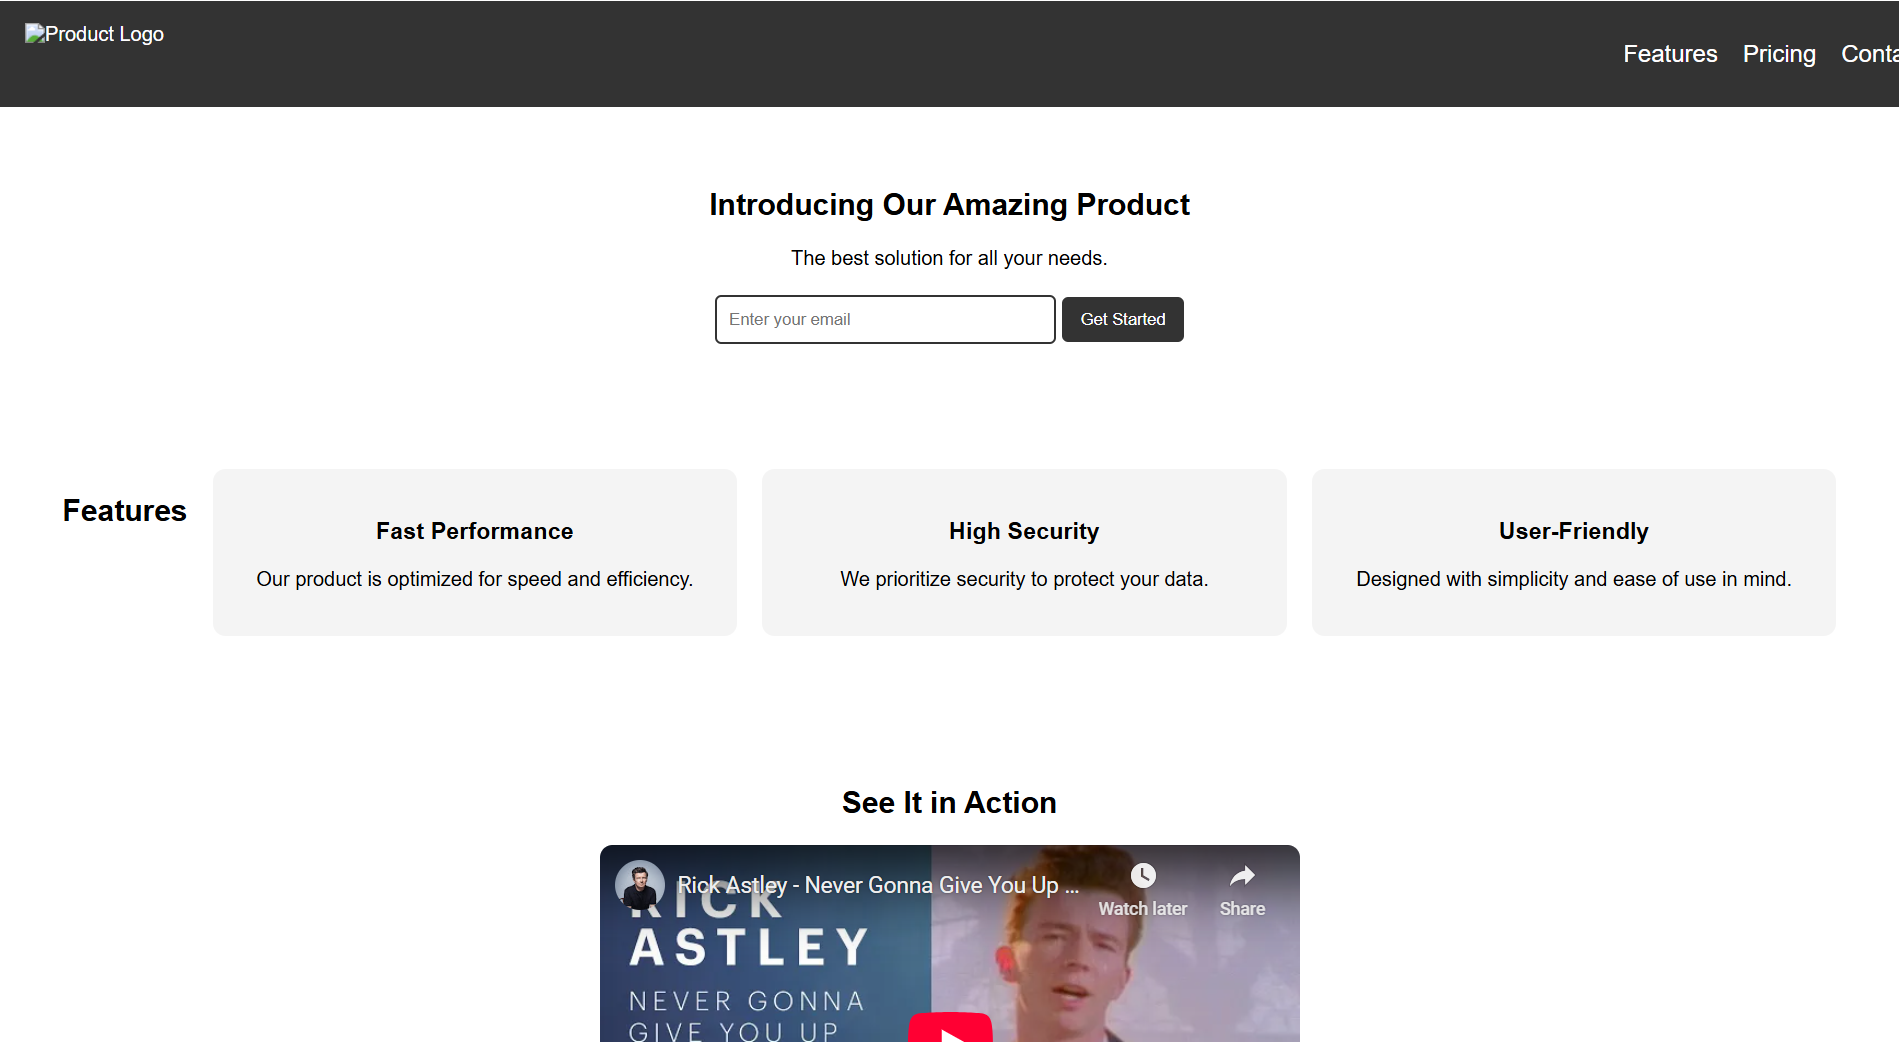 Product Logo
Features Pricing Conta
Introducing Our Amazing Product
The best solution for all your needs.
Enter your email Get Started
Features
Fast Performance
Our product is optimized for speed and efficiency.
High Security
We prioritize security to protect your data.
User-Friendly
Designed with simplicity and ease of use in mind.
See It in Action
Rick Astley - Never Gonna Give You Up ...
Watch later
Share
RICK
ASTLEY
NEVER GONNA
GIVE YOU UP